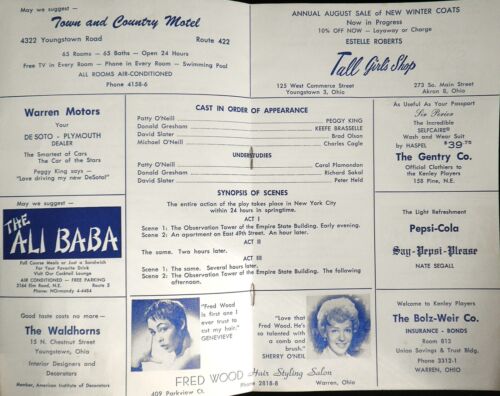 May we suggest —
Town and Country Motel
4322 Youngstown Road Route 422
65 Rooms — 65 Baths — Open 24 Hours
Free TV in Every Room — Phone in Every Room — Swimming Pool
ALL ROOMS AIR-CONDITIONED
Phone 4158-6
ANNUAL AUGUST SALE of NEW WINTER COATS
Now in Progress
10% OFF NOW — Layaway or Charge
ESTELLE ROBERTS
Tall Girl's Shop
125 West Commerce Street
Youngstown 3, Ohio
273 So. Main Street
Akron 8, Ohio
Warren Motors
Your
DE SOTO - PLYMOUTH
DEALER
The Smartest of Cars
The Car of the Stars
Peggy King says —
"Love driving my new DeSoto!"
May we suggest —
THE
ALI BABA
Full Course Meals or Just a Sandwich
For Your Favorite Drink
Visit Our Cocktail Lounge
AIR CONDITIONED — FREE PARKING
3744 Elm Road, N.E. Route 5
Phone: NOrmandy 4-4484
Good taste costs no more —
The Waldhorns
15 N. Chestnut Street
Youngstown, Ohio
Interior Designers and Decorators
Member, American Institute of Decorators
CAST IN ORDER OF APPEARANCE
Patty O'Neill PEGGY KING
Donald Gresham KEEFE BRASSELLE
David Slater Brad Olson
Michael O'Neill Charles Cagle
UNDERSTUDIES
Patty O'Neill Carol Plamondon
Donald Gresham Richard Sakal
David Slater Peter Held
SYNOPSIS OF SCENES
The entire action of the play takes place in New York City
within 24 hours in springtime.
ACT I
Scene 1: The Observation Tower of the Empire State Building. Early evening.
Scene 2: An apartment on East 49th Street. An hour later.
ACT II
The same. Two hours later.
ACT III
Scene 1: The same. Several hours later.
Scene 2: The Observation Tower of the Empire State Building. The following
afternoon.
"Fred Wood
is first and
one I ever
trust to
cut my hair."
GENEVIEVE
"Love that
Fred Wood.
He's so
talented with
a comb and
brush."
SHERRY O'NEIL
FRED WOOD Hair Styling Salon
409 Parkview Ct. Phone 2818-8 Warren, Ohio
As Useful As Your Passport
The Incredible
SELFCAIRE
Wash and Wear Suit
by HASPEL $39.75
The Gentry Co.
Official Clothiers to
the Kenley Players
158 Pine, N.E.
The Light Refreshment
Pepsi-Cola
Say-Pepsi-Please
NATE SEGALL
Welcome to Kenley Players
The Bolz-Weir Co.
INSURANCE - BONDS
Room 813
Union Savings & Trust Bldg.
Phone 3312-1
WARREN, OHIO